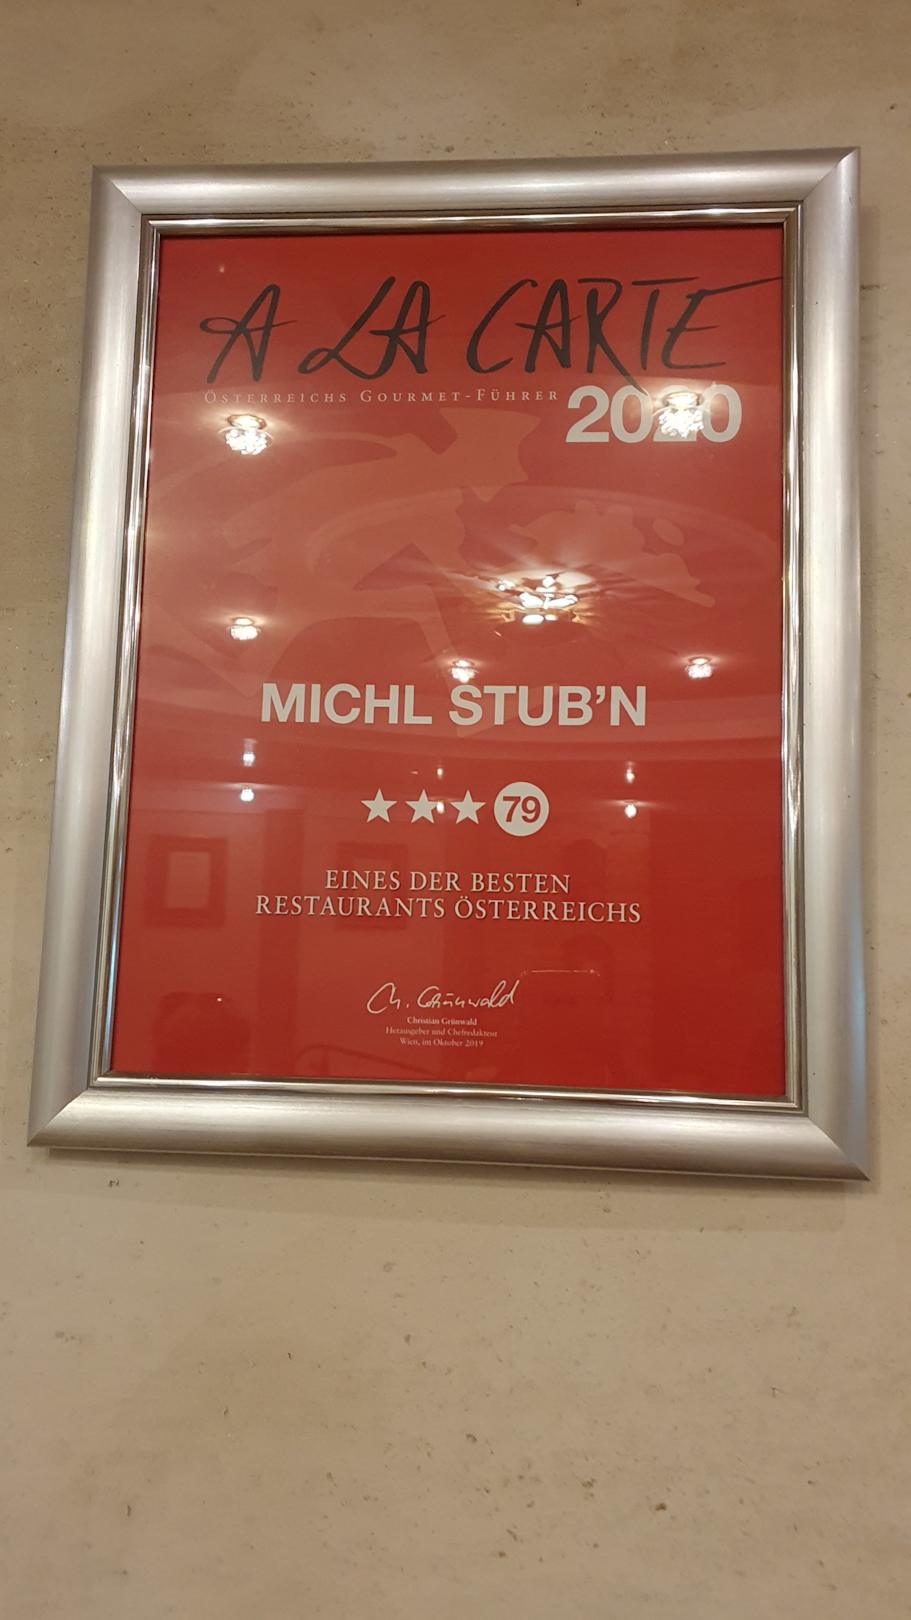 A LA CARTE
ÖSTERREICHS GOURMET-FÜHRER 2020
MICHL STUB'N
79
EINES DER BESTEN
RESTAURANTS ÖSTERREICHS
Ch. Grünwald
Christian Grünwald
Herausgeber und Chefredakteur
Wien, im Oktober 2019